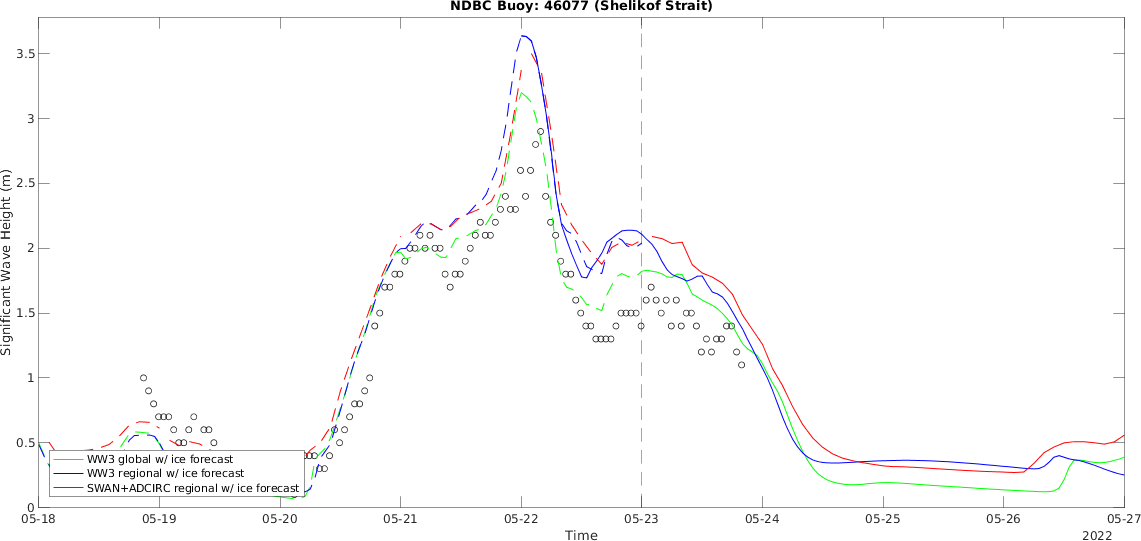 NDBC Buoy: 46077 (Shelikof Strait)
Significant Wave Height (m)
3.5
3
2.5
2
1.5
1
0.5
0
WW3 global w/ ice forecast
WW3 regional w/ ice forecast
SWAN+ADCIRC regional w/ ice forecast
05-18 05-19 05-20 05-21 05-22 05-23 05-24 05-25 05-26 05-27
Time
2022